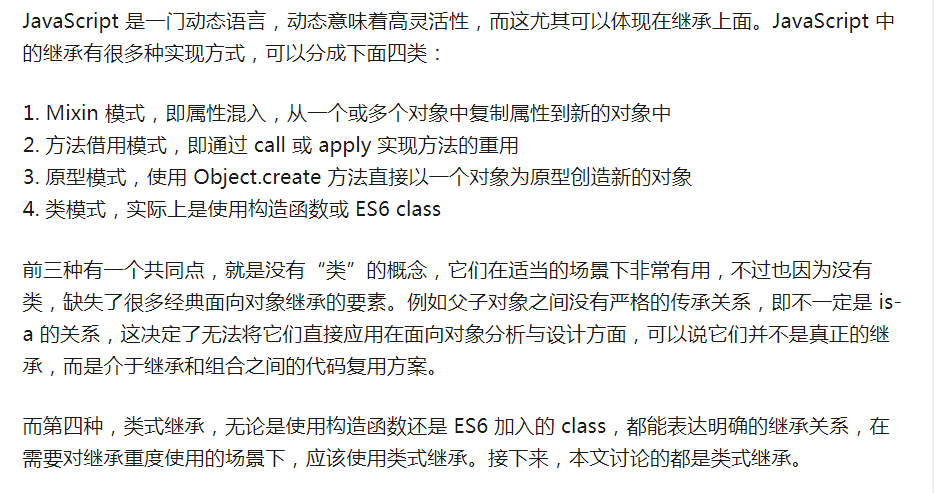 JavaScript 是一门动态语言，动态意味着高灵活性，而这尤其可以体现在继承上面。JavaScript 中
的继承有很多种实现方式，可以分成下面四类：
1. Mixin 模式，即属性混入，从一个或多个对象中复制属性到新的对象中
2. 方法借用模式，即通过 call 或 apply 实现方法的重用
3. 原型模式，使用 Object.create 方法直接以一个对象为原型创造新的对象
4. 类模式，实际上是使用构造函数或 ES6 class
前三种有一个共同点，就是没有“类”的概念，它们在适当的场景下非常有用，不过也因为没有
类，缺失了很多经典面向对象继承的要素。例如父子对象之间没有严格的传承关系，即不一定是 is-
a 的关系，这决定了无法将它们直接应用在面向对象分析与设计方面，可以说它们并不是真正的继
承，而是介于继承和组合之间的代码复用方案。
而第四种，类式继承，无论是使用构造函数还是 ES6 加入的 class，都能表达明确的继承关系，在
需要对继承重度使用的场景下，应该使用类式继承。接下来，本文讨论的都是类式继承。